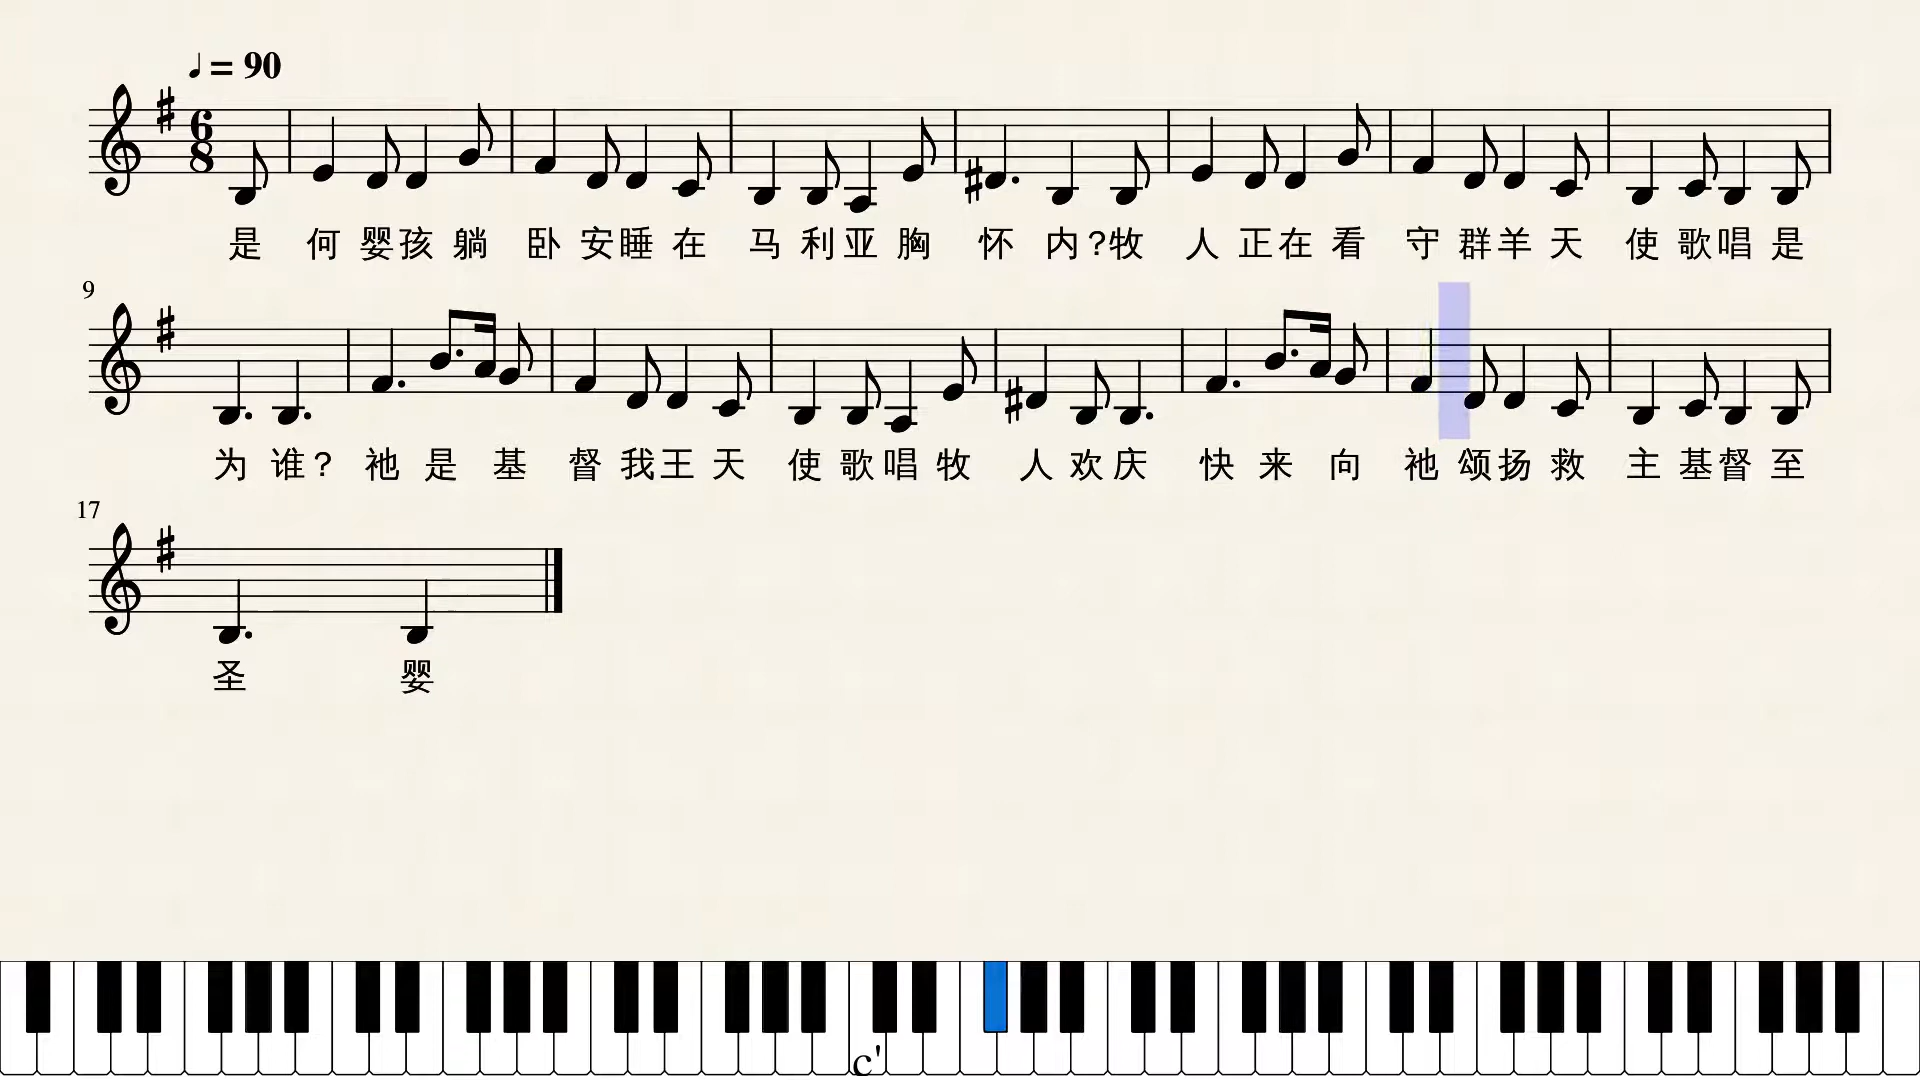 ♩= 90
6
8
是 何 婴孩 躺 卧 安睡 在 马 利亚 胸 怀 内?牧 人 正在 看 守 群羊 天 使 歌唱 是
9
为 谁？ 祂 是 基 督 我王 天 使 歌唱 牧 人 欢庆 快 来 向 祂 颂扬 救 主 基督 至
17
圣 婴
c'